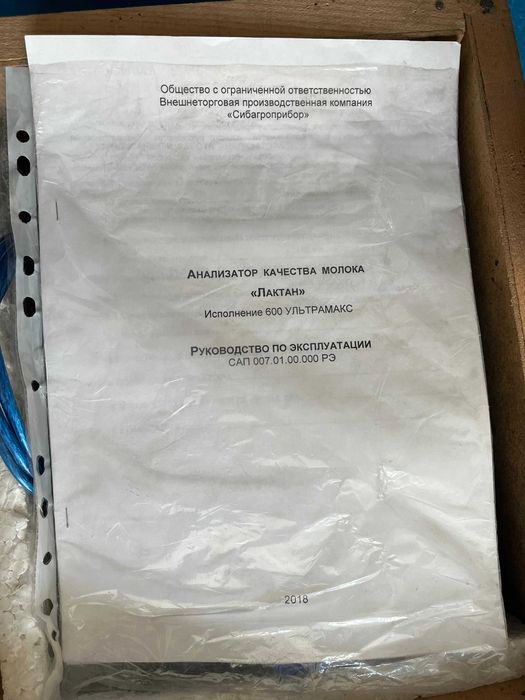 Общество с ограниченной ответственностью
Внешнеторговая производственная компания
«Сибагроприбор»
Анализатор качества молока
«Лактан»
Исполнение 600 УЛЬТРАМАКС
Руководство по эксплуатации
САП 007.01.00.000 РЭ
2018